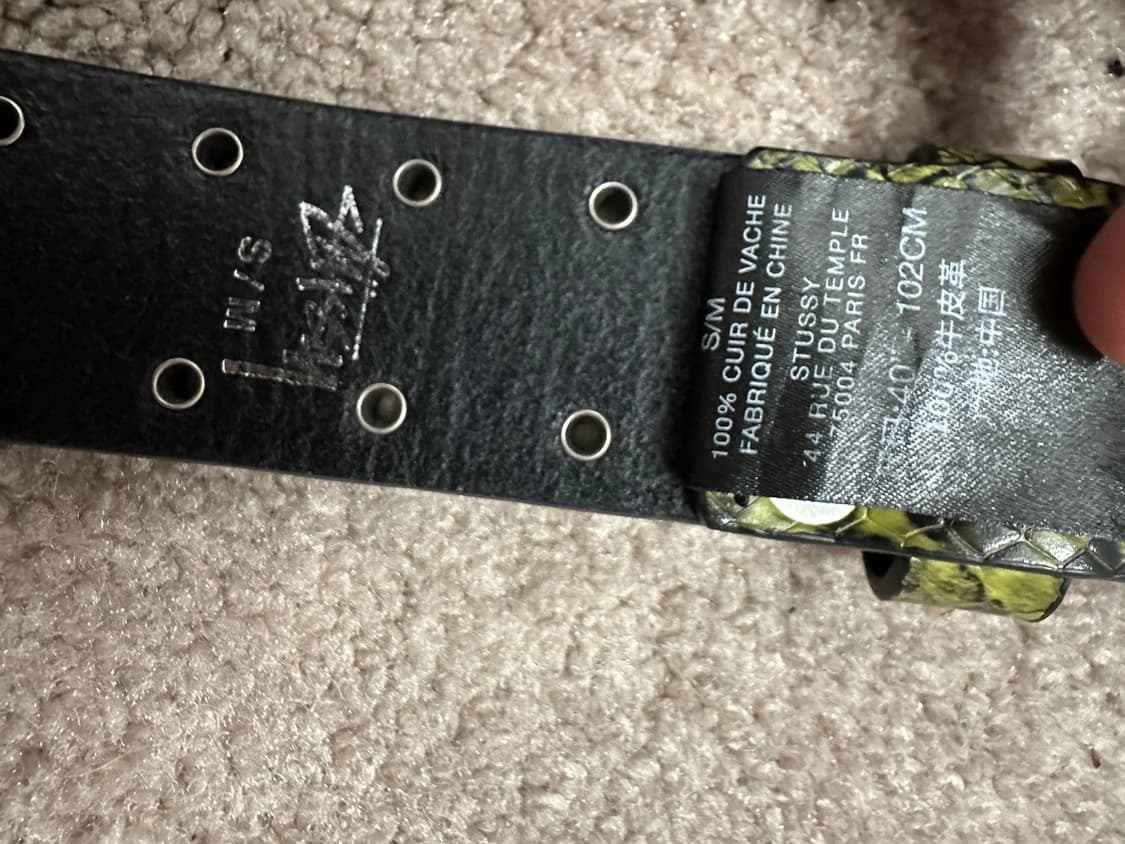 S/M
Stüssy
S/M
100% CUIR DE VACHE
FABRIQUÉ EN CHINE
STUSSY
44 RUE DU TEMPLE
75004 PARIS FR
40" - 102CM
100%牛皮革
中国